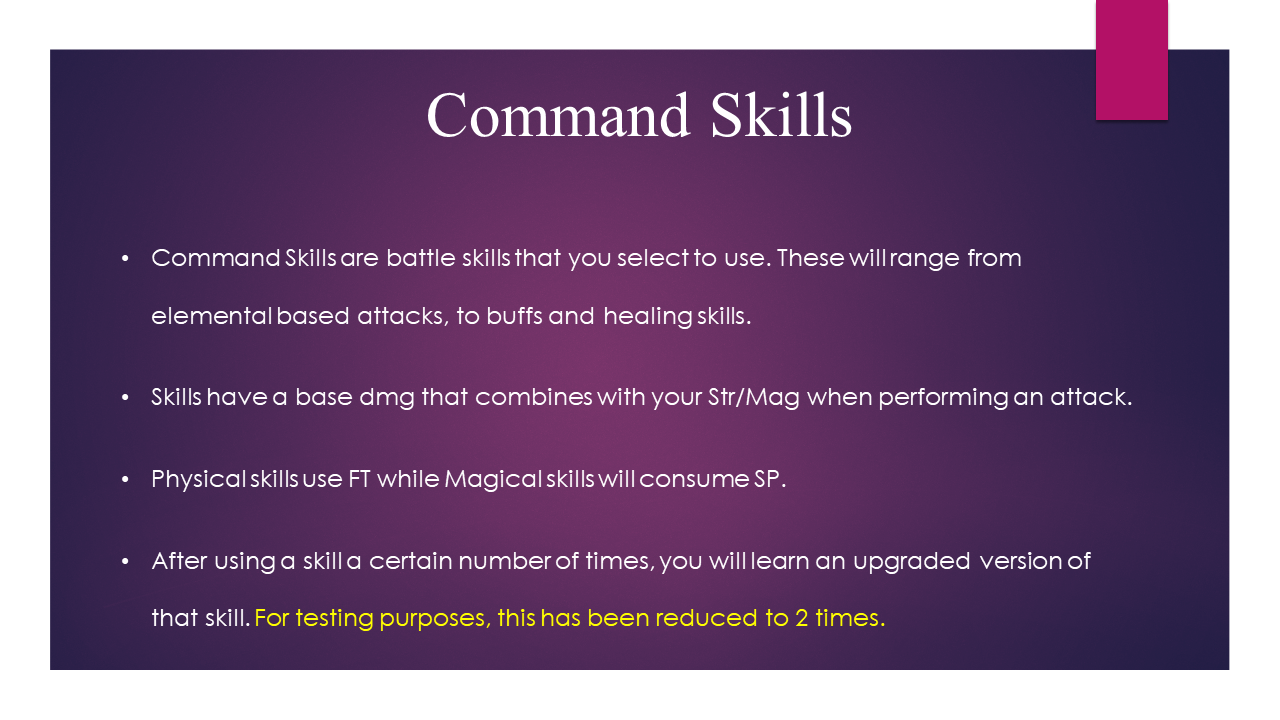 Command Skills
• Command Skills are battle skills that you select to use. These will range from
elemental based attacks, to buffs and healing skills.
• Skills have a base dmg that combines with your Str/Mag when performing an attack.
• Physical skills use FT while Magical skills will consume SP.
• After using a skill a certain number of times, you will learn an upgraded version of
that skill. For testing purposes, this has been reduced to 2 times.